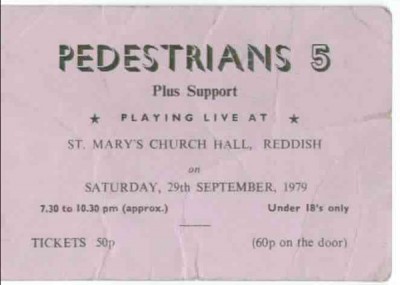 PEDESTRIANS 5
Plus Support
★ PLAYING LIVE AT ★
ST. MARY'S CHURCH HALL, REDDISH
on
SATURDAY, 29th SEPTEMBER, 1979
7.30 to 10.30 pm (approx.) Under 18's only
TICKETS 50p (60p on the door)